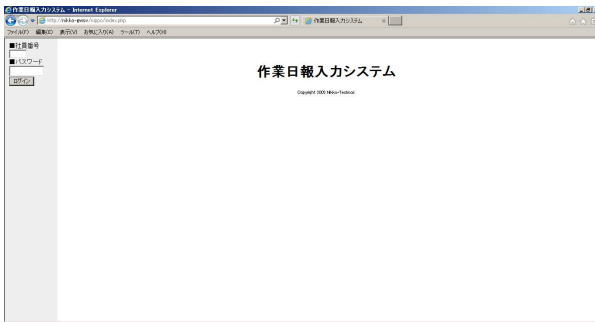 作業日報入力システム - Internet Explorer
http://nikko-gwsv/nippo/index.php
作業日報入力システム
ファイル(F) 編集(E) 表示(V) お気に入り(A) ツール(T) ヘルプ(H)
■社員番号
■パスワード
ログイン
作業日報入力システム
Copyright 2003 Nikko-Technos